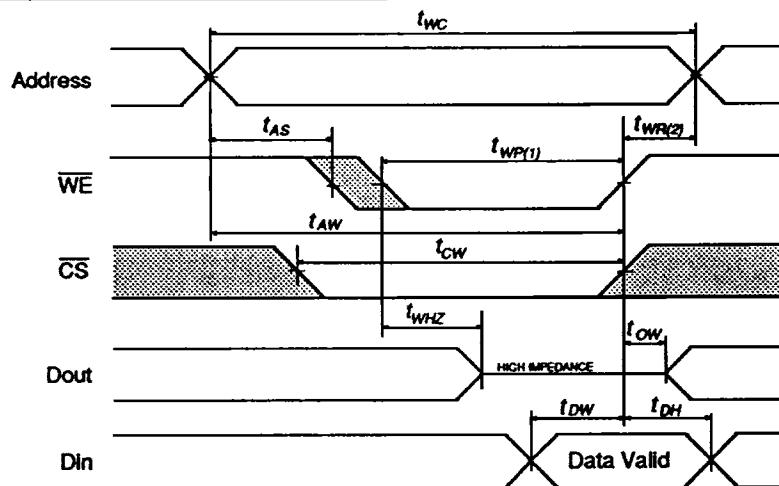 tWC
Address
tAS
tWR(2)
tWP(1)
WE
tAW
tCW
CS
tWHZ
tOW
Dout
HIGH IMPEDANCE
tDW
tDH
Din
Data Valid